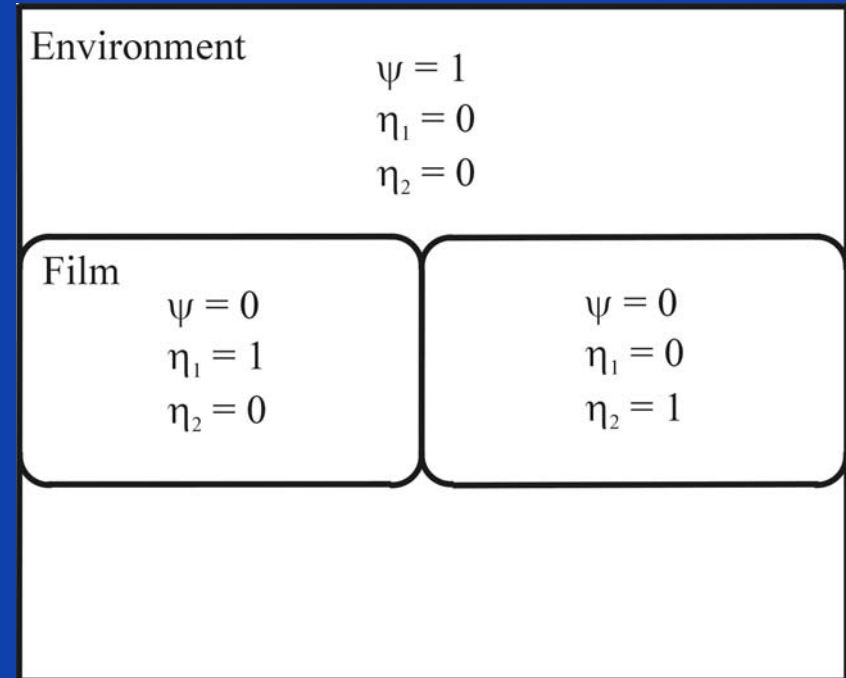 Environment
ψ = 1
η₁ = 0
η₂ = 0
Film
ψ = 0
η₁ = 1
η₂ = 0
ψ = 0
η₁ = 0
η₂ = 1